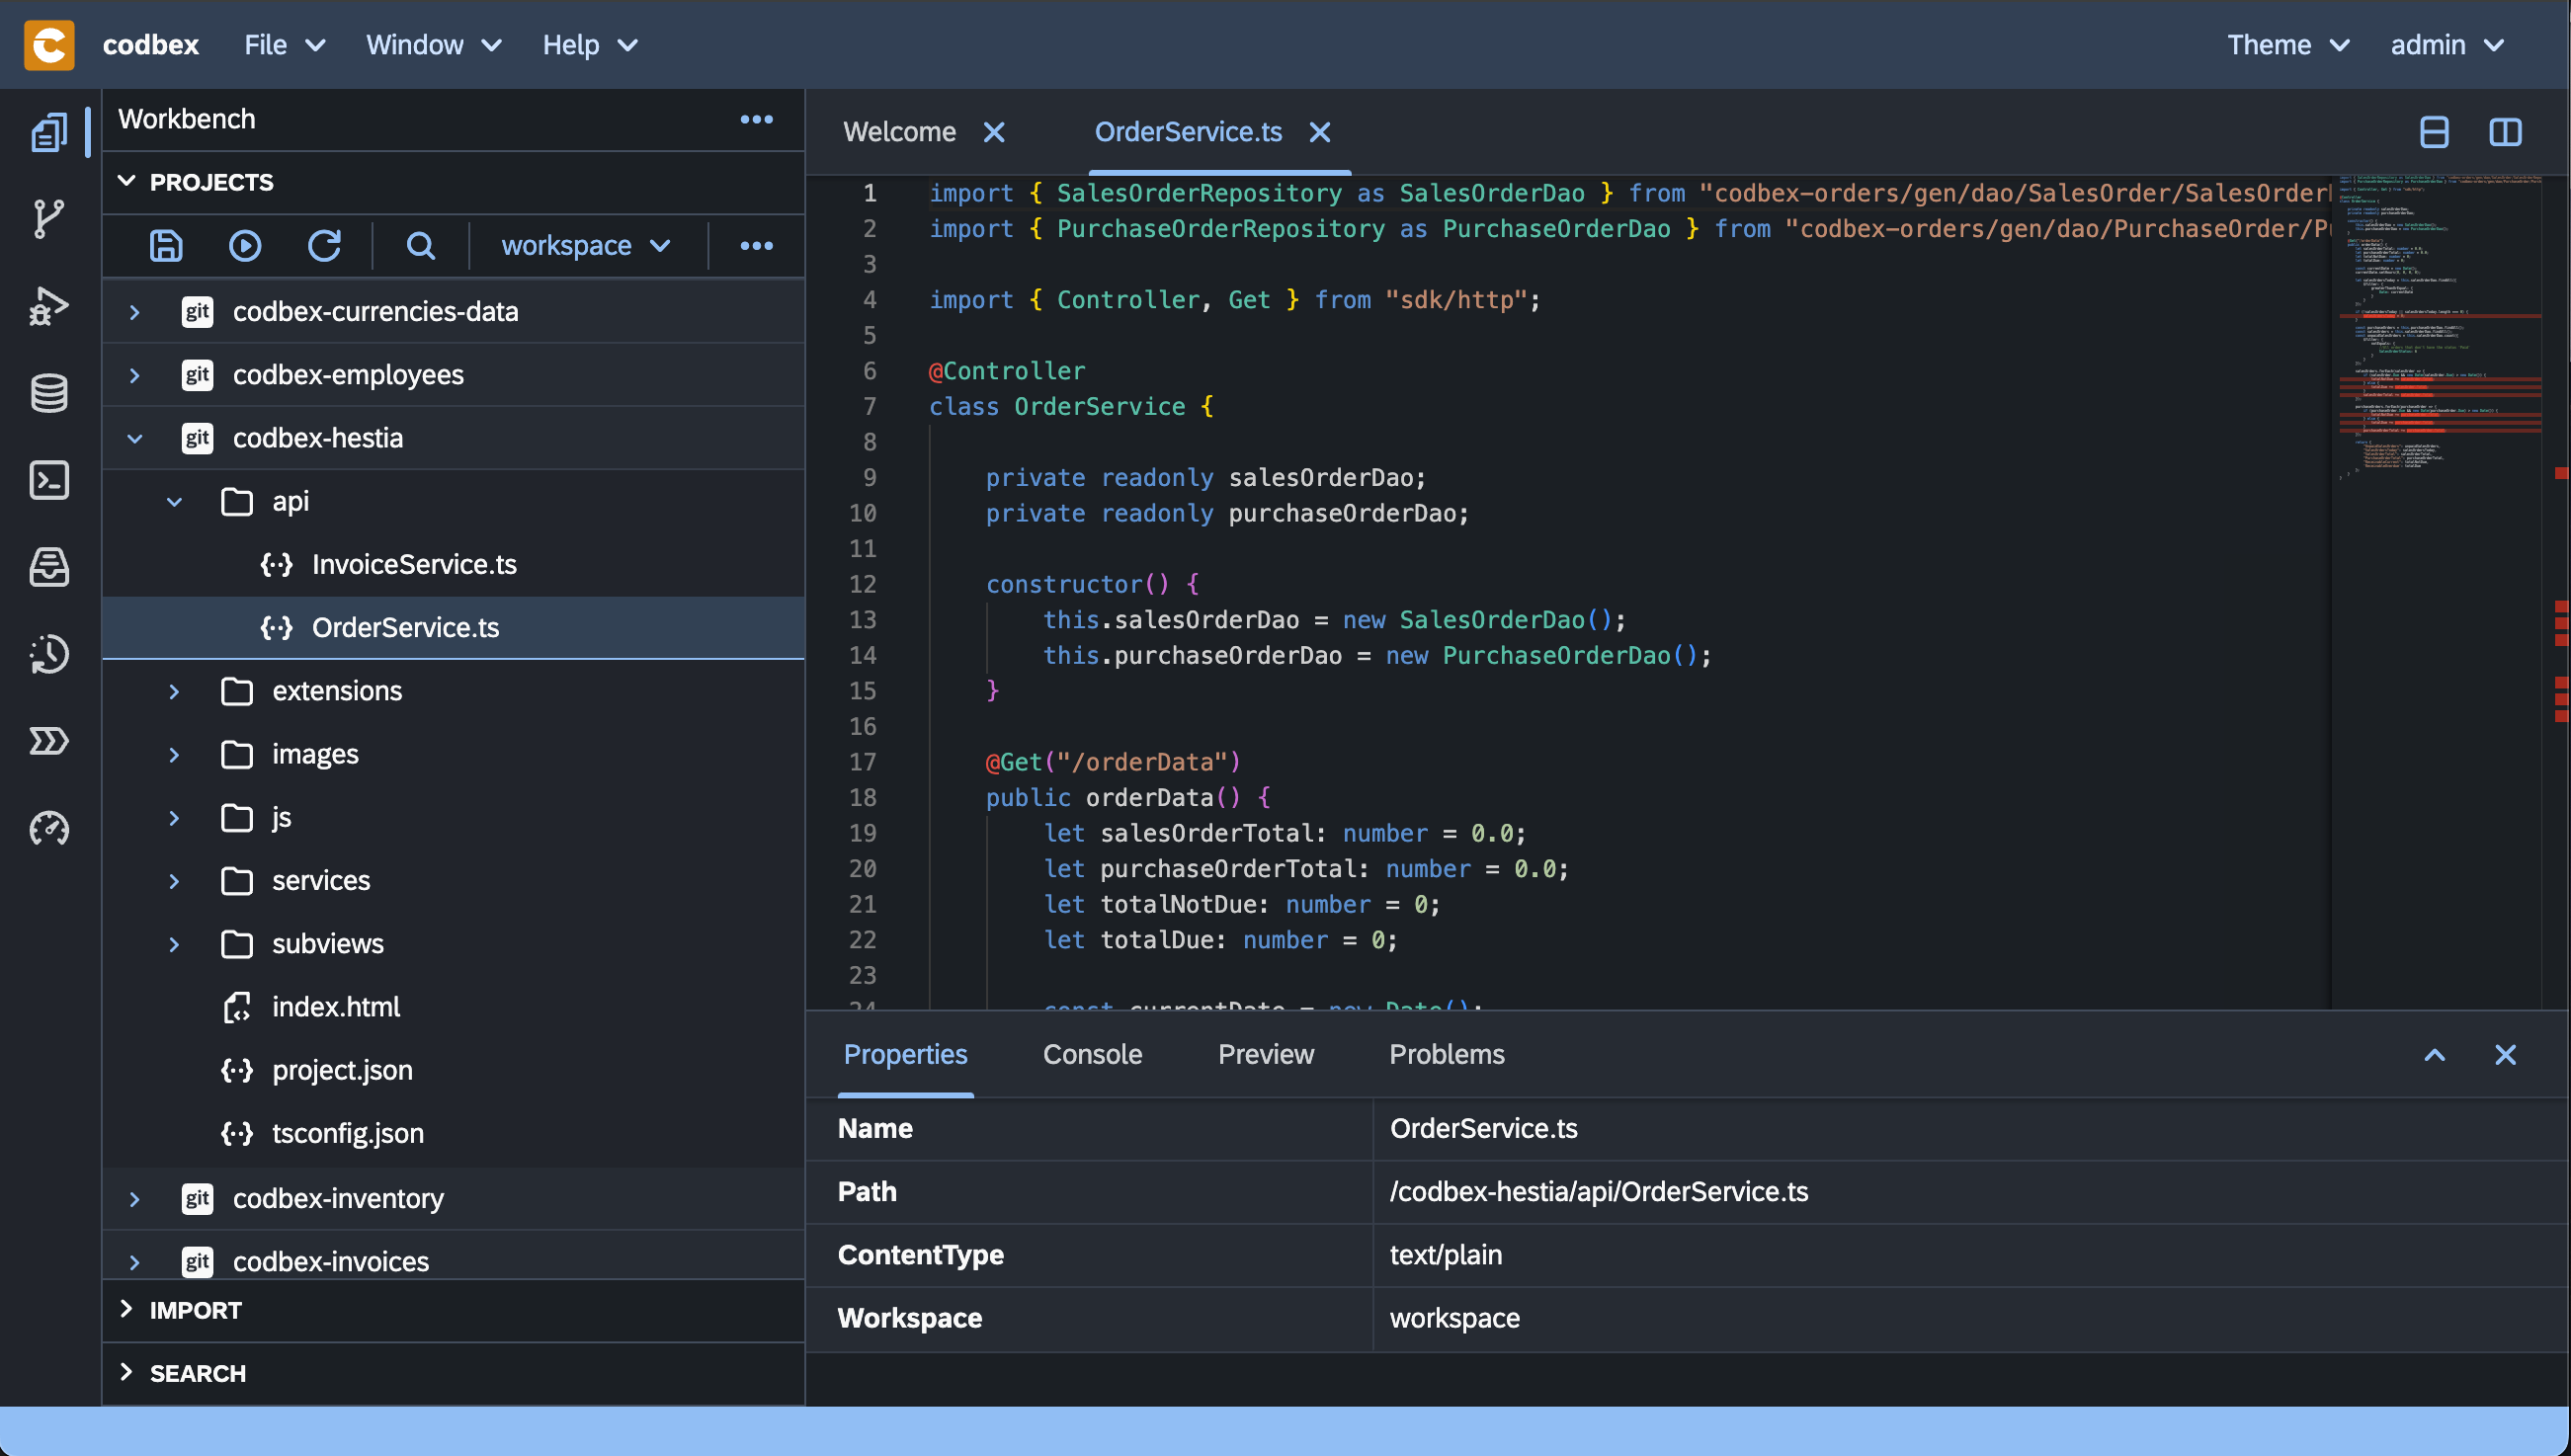 codbex File Window Help Theme admin
Workbench
PROJECTS
workspace
git codbex-currencies-data
git codbex-employees
git codbex-hestia
api
InvoiceService.ts
OrderService.ts
extensions
images
js
services
subviews
index.html
project.json
tsconfig.json
git codbex-inventory
git codbex-invoices
IMPORT
SEARCH
Welcome OrderService.ts
1 import { SalesOrderRepository as SalesOrderDao } from "codbex-orders/gen/dao/SalesOrder/SalesOrder
2 import { PurchaseOrderRepository as PurchaseOrderDao } from "codbex-orders/gen/dao/PurchaseOrder/
3
4 import { Controller, Get } from "sdk/http";
5
6 @Controller
7 class OrderService {
8
9 private readonly salesOrderDao;
10 private readonly purchaseOrderDao;
11
12 constructor() {
13 this.salesOrderDao = new SalesOrderDao();
14 this.purchaseOrderDao = new PurchaseOrderDao();
15 }
16
17 @Get("/orderData")
18 public orderData() {
19 let salesOrderTotal: number = 0.0;
20 let purchaseOrderTotal: number = 0.0;
21 let totalNotDue: number = 0;
22 let totalDue: number = 0;
23
24 const currentDate = new Date();
Properties Console Preview Problems
Name OrderService.ts
Path /codbex-hestia/api/OrderService.ts
ContentType text/plain
Workspace workspace